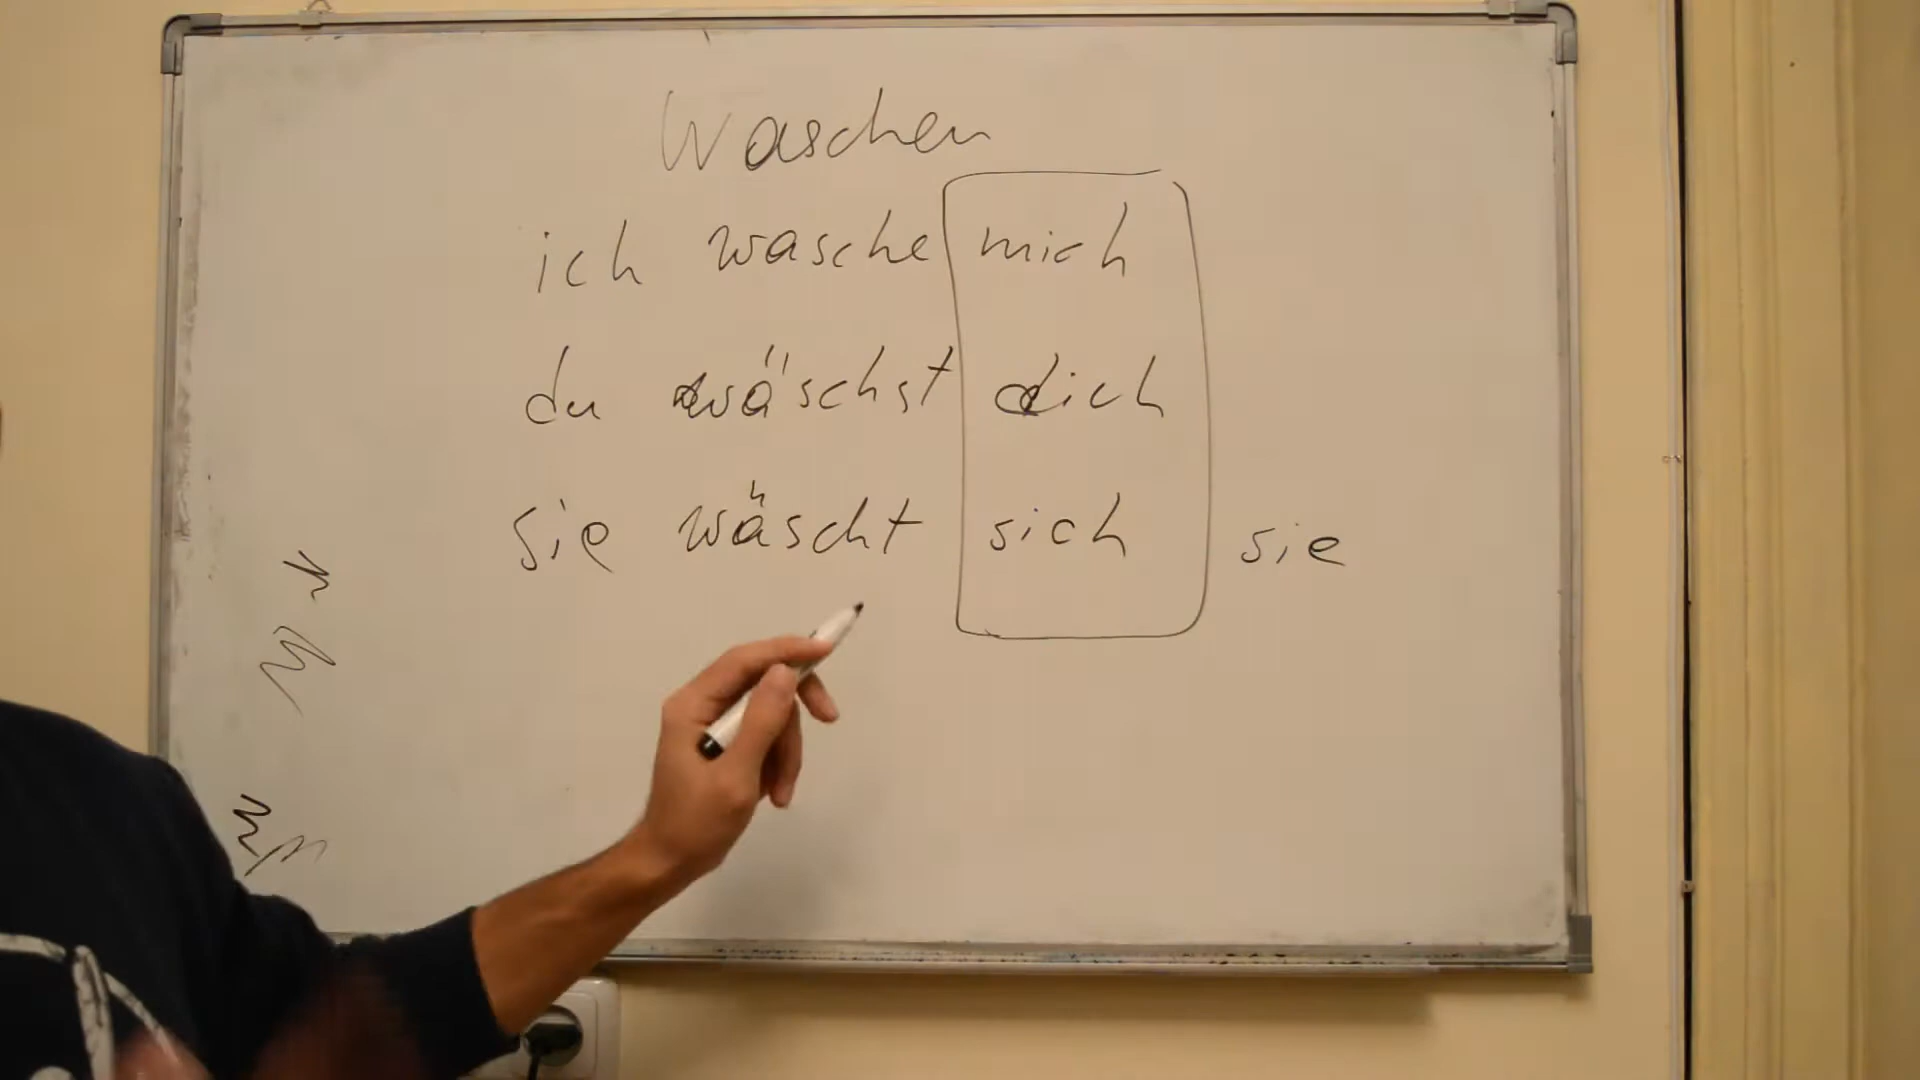 Waschen
ich wasche mich
du wäschst dich
sie wäscht sich sie